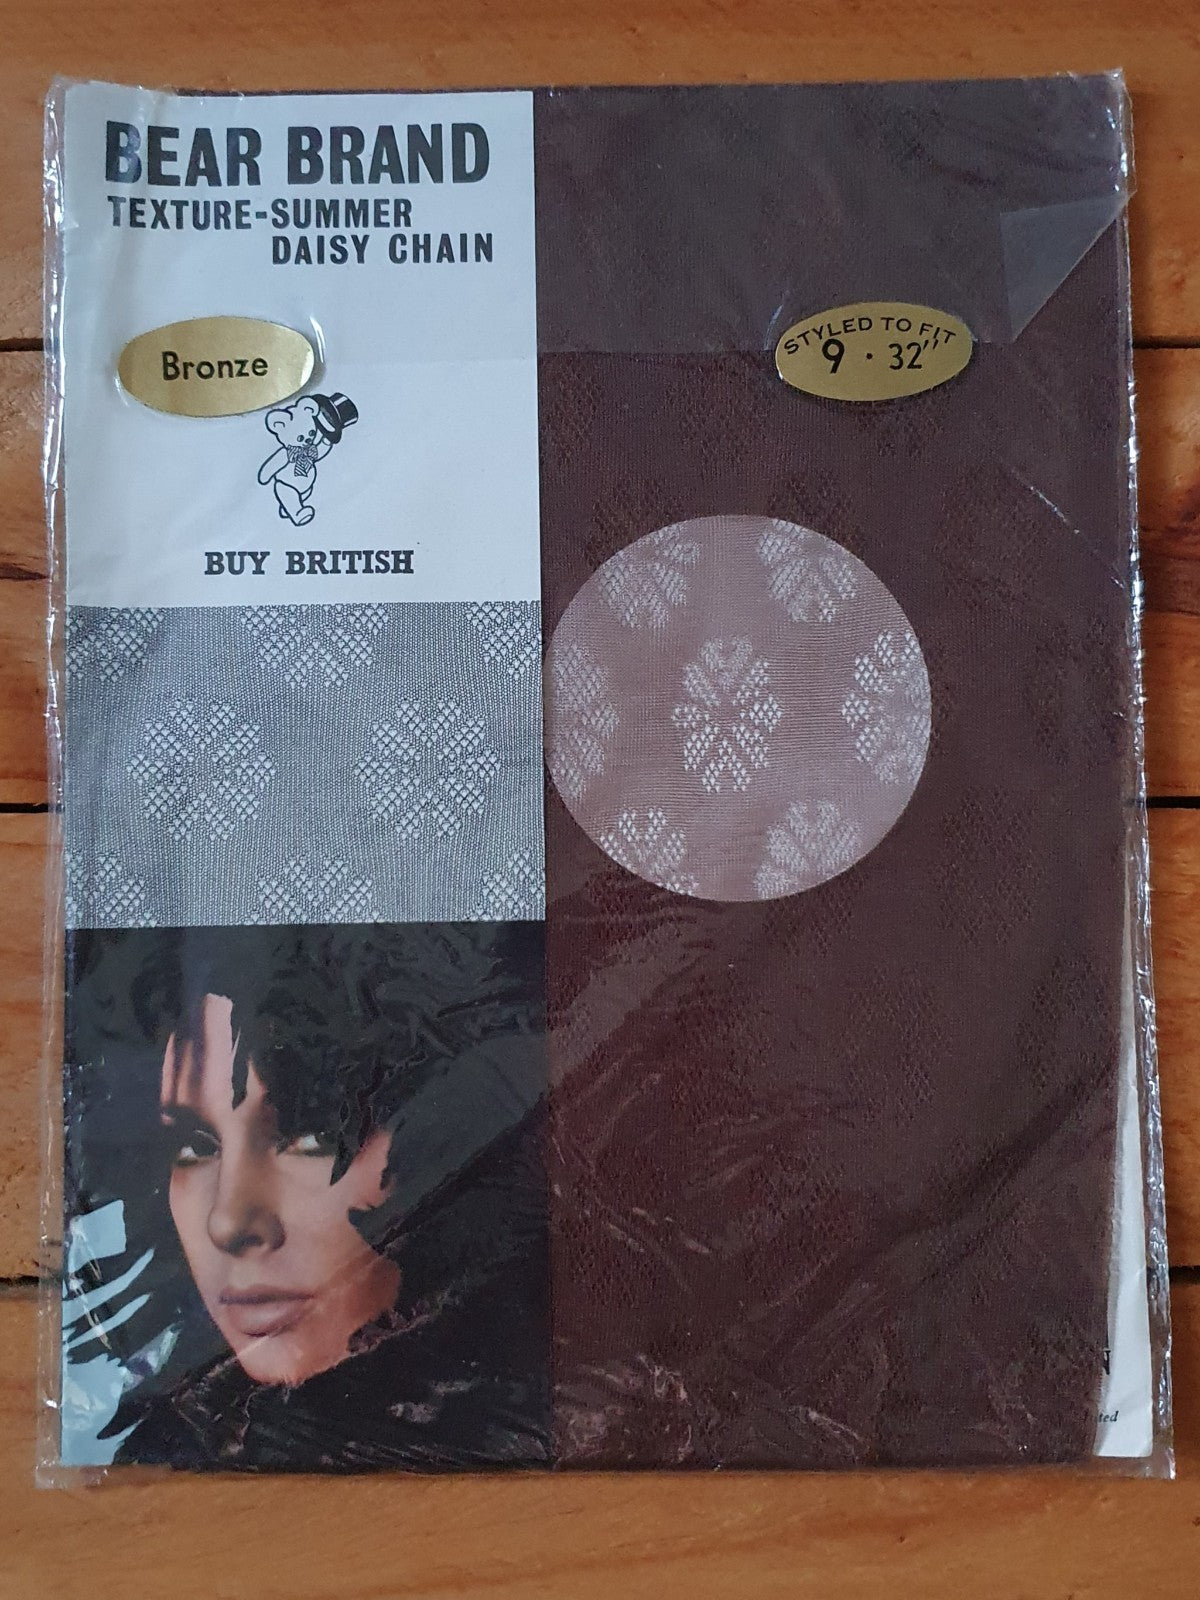 BEAR BRAND
TEXTURE-SUMMER
DAISY CHAIN
Bronze
STYLED TO FIT
9 · 32"
BUY BRITISH